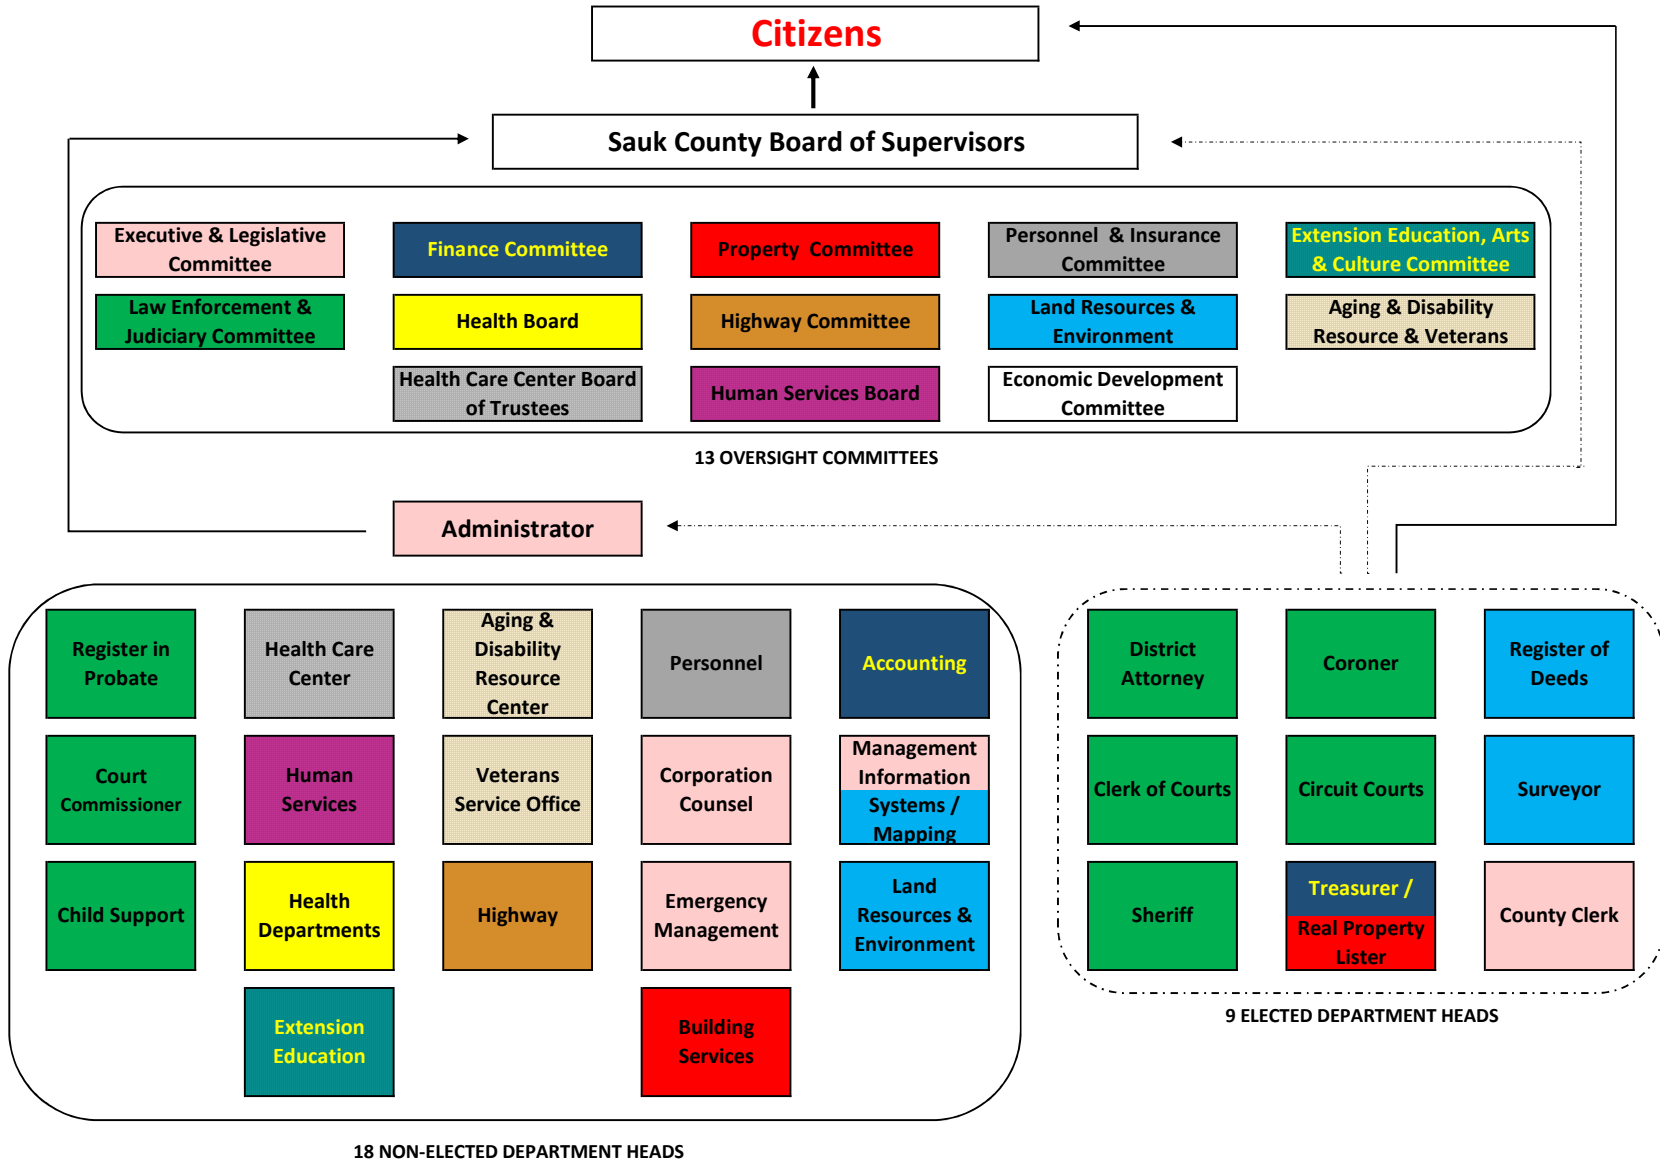 Citizens
Sauk County Board of Supervisors
Executive & Legislative
Committee
Finance Committee
Property Committee
Personnel & Insurance
Committee
Extension Education, Arts
& Culture Committee
Law Enforcement &
Judiciary Committee
Health Board
Highway Committee
Land Resources &
Environment
Aging & Disability
Resource & Veterans
Health Care Center Board
of Trustees
Human Services Board
Economic Development
Committee
13 OVERSIGHT COMMITTEES
Administrator
Register in
Probate
Health Care
Center
Aging &
Disability
Resource
Center
Personnel
Accounting
Court
Commissioner
Human
Services
Veterans
Service Office
Corporation
Counsel
Management
Information
Systems /
Mapping
Child Support
Health
Departments
Highway
Emergency
Management
Land
Resources &
Environment
Extension
Education
Building
Services
18 NON-ELECTED DEPARTMENT HEADS
District
Attorney
Coroner
Register of
Deeds
Clerk of Courts
Circuit Courts
Surveyor
Sheriff
Treasurer /
Real Property
Lister
County Clerk
9 ELECTED DEPARTMENT HEADS